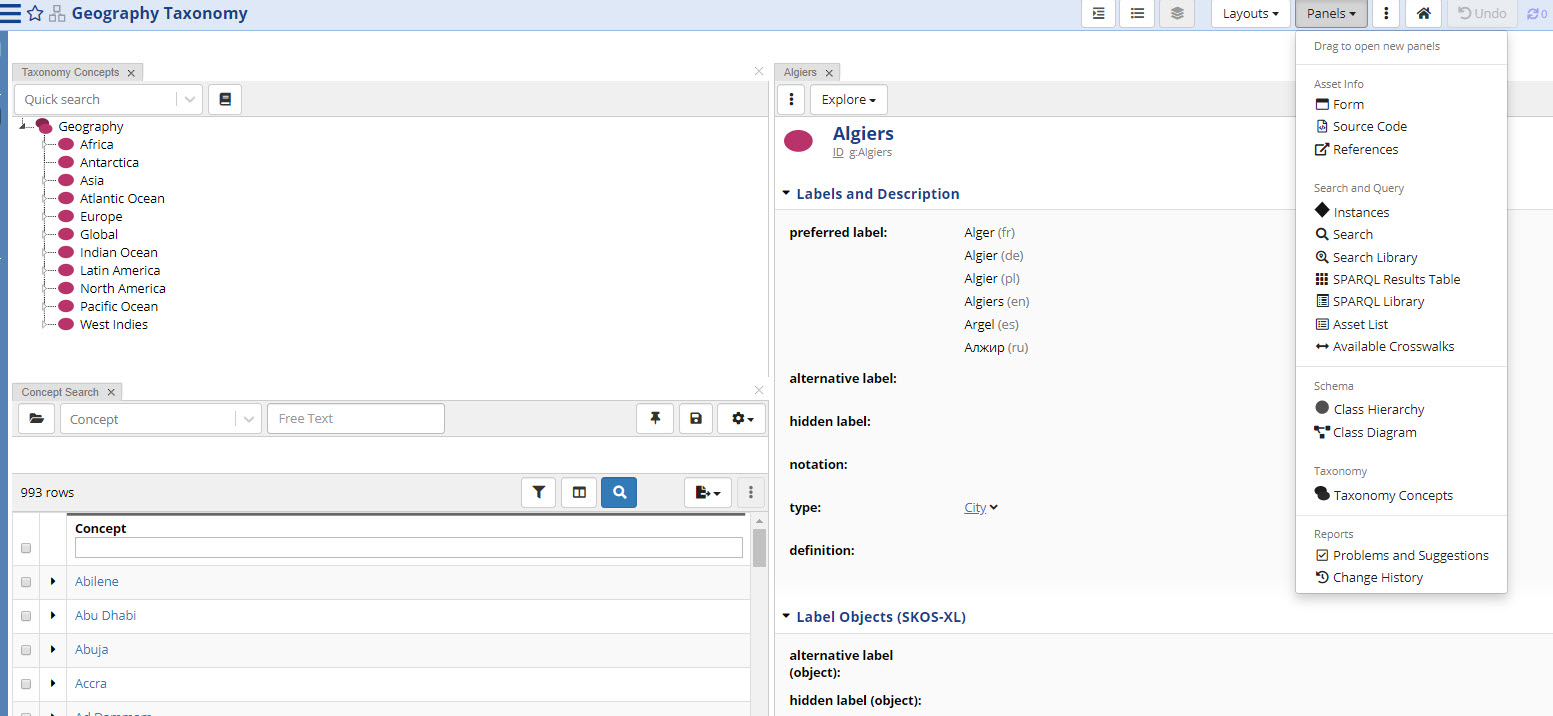 Geography Taxonomy
Layouts
Panels
Undo
0
Taxonomy Concepts
Quick search
Geography
Africa
Antarctica
Asia
Atlantic Ocean
Europe
Global
Indian Ocean
Latin America
North America
Pacific Ocean
West Indies
Concept Search
Concept
Free Text
993 rows
Concept
Abilene
Abu Dhabi
Abuja
Accra
Algiers
Explore
Algiers
ID g:Algiers
Labels and Description
preferred label:
Alger (fr)
Algier (de)
Algier (pl)
Algiers (en)
Argel (es)
Алжир (ru)
alternative label:
hidden label:
notation:
type:
City
definition:
Label Objects (SKOS-XL)
alternative label
(object):
hidden label (object):
Drag to open new panels
Asset Info
Form
Source Code
References
Search and Query
Instances
Search
Search Library
SPARQL Results Table
SPARQL Library
Asset List
Available Crosswalks
Schema
Class Hierarchy
Class Diagram
Taxonomy
Taxonomy Concepts
Reports
Problems and Suggestions
Change History